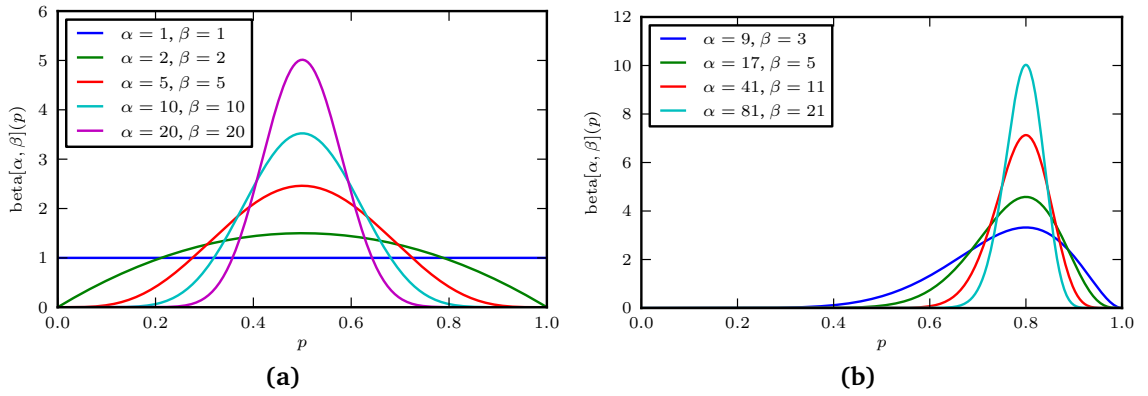 6
5
4
3
2
1
0
0.0 0.2 0.4 0.6 0.8 1.0
p
beta[α, β](p)
α = 1, β = 1
α = 2, β = 2
α = 5, β = 5
α = 10, β = 10
α = 20, β = 20
(a)
12
10
8
6
4
2
0
0.0 0.2 0.4 0.6 0.8 1.0
p
beta[α, β](p)
α = 9, β = 3
α = 17, β = 5
α = 41, β = 11
α = 81, β = 21
(b)